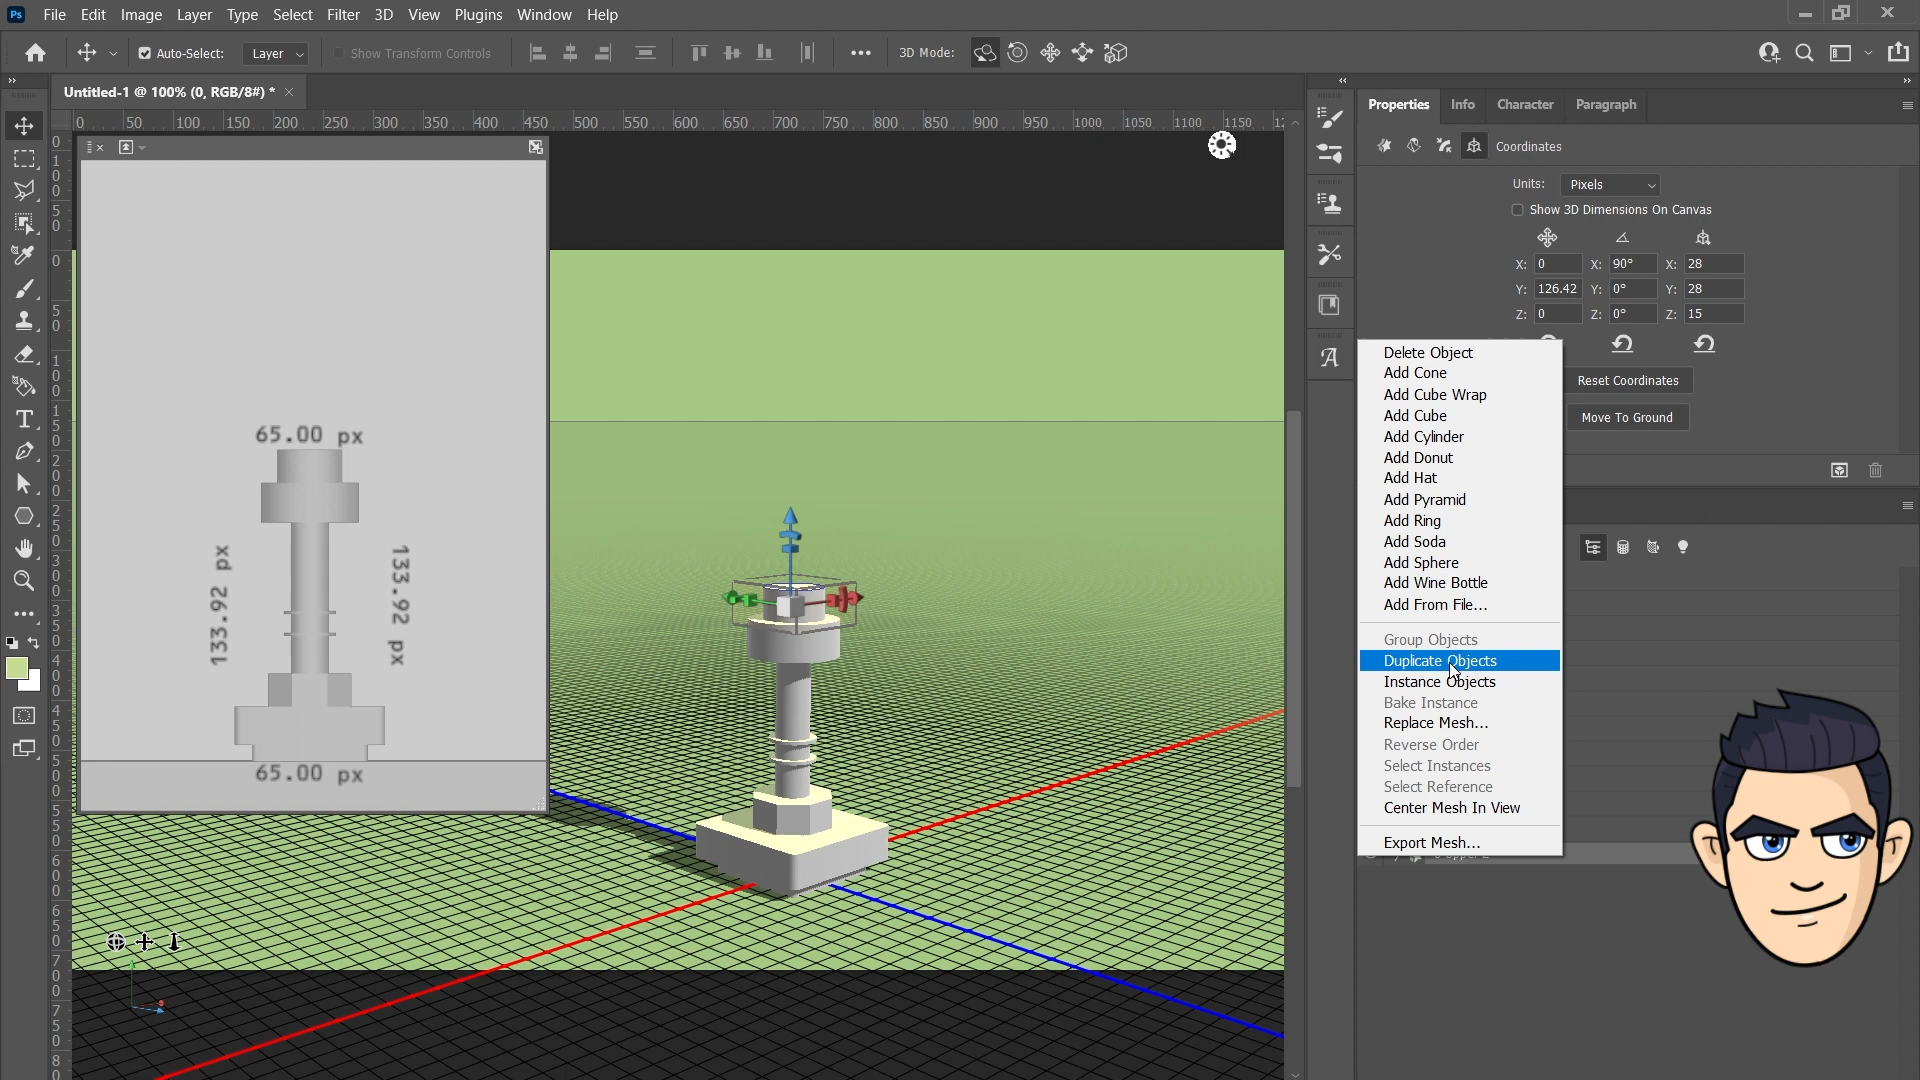 Ps File Edit Image Layer Type Select Filter 3D View Plugins Window Help
Auto-Select: Layer Show Transform Controls 3D Mode:
Untitled-1 @ 100% (0, RGB/8#) *
0 50 100 150 200 250 300 350 400 450 500 550 600 650 700 750 800 850 900 950 1000 1050 1100 1150
65.00 px
133.92 px
133.92 px
65.00 px
Properties Info Character Paragraph
Coordinates
Units: Pixels
Show 3D Dimensions On Canvas
X: 0 X: 90° X: 28
Y: 126.42 Y: 0° Y: 28
Z: 0 Z: 0° Z: 15
Reset Coordinates
Move To Ground
Delete Object
Add Cone
Add Cube Wrap
Add Cube
Add Cylinder
Add Donut
Add Hat
Add Pyramid
Add Ring
Add Soda
Add Sphere
Add Wine Bottle
Add From File...
Group Objects
Duplicate Objects
Instance Objects
Bake Instance
Replace Mesh...
Reverse Order
Select Instances
Select Reference
Center Mesh In View
Export Mesh...